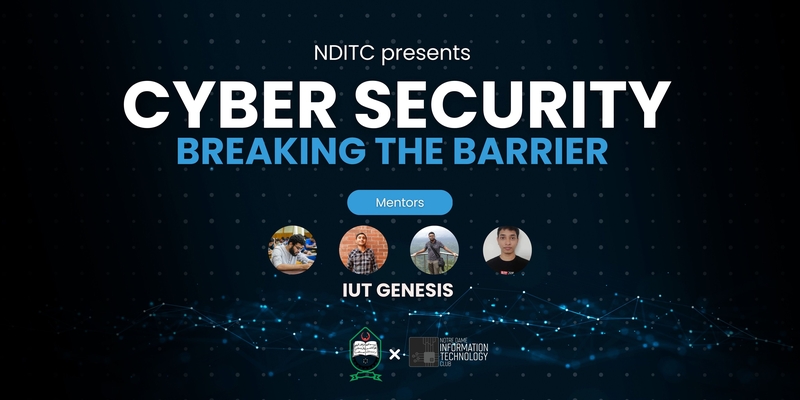 NDITC presents
CYBER SECURITY
BREAKING THE BARRIER
Mentors
IUT GENESIS
×
NOTRE DAME
INFORMATION
TECHNOLOGY
CLUB